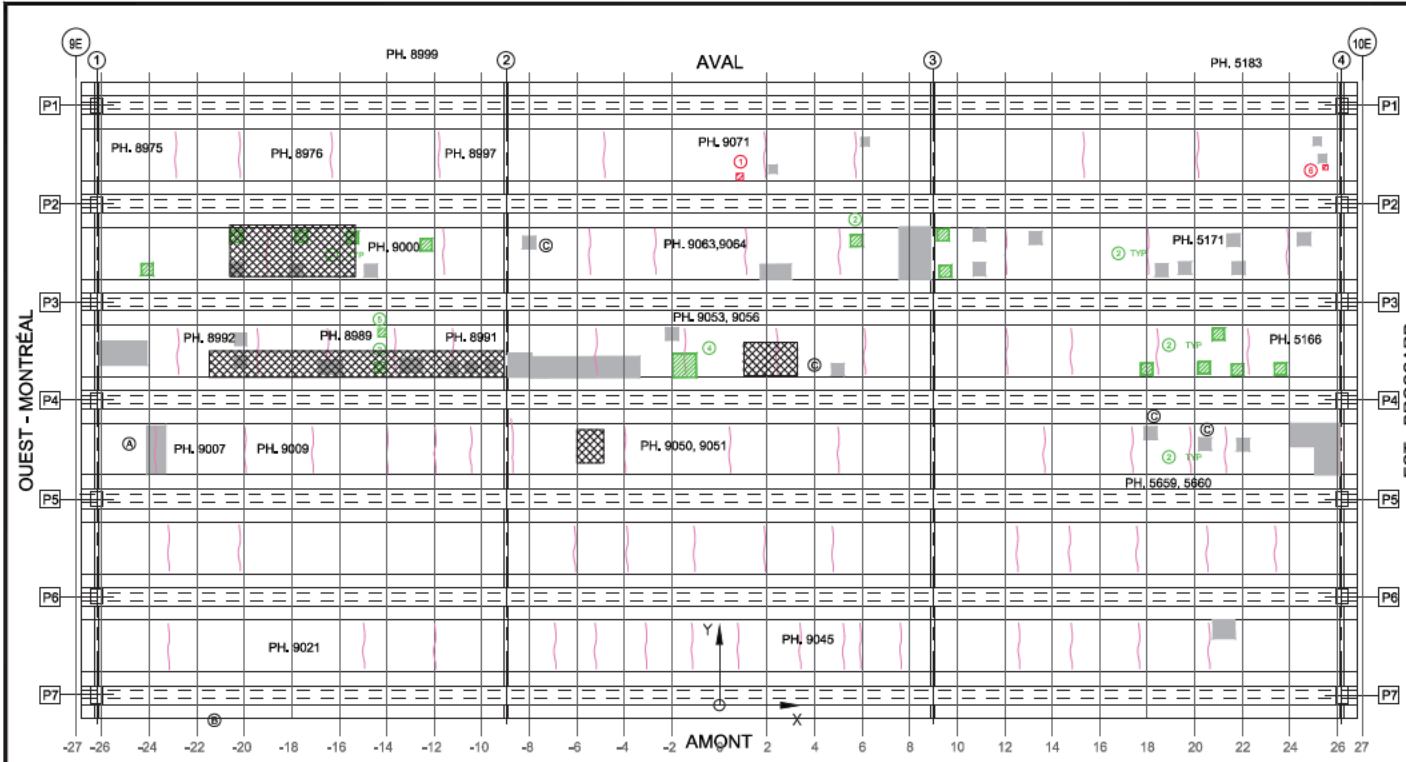 9E
10E
PH. 8999
1
2
AVAL
3
PH. 5183
4
P1
P1
PH. 8975
PH. 8976
PH. 8997
PH. 9071
1
6
P2
P2
2
PH. 9000
C
PH. 9063,9064
PH. 5171
2 TYP
P3
P3
OUEST - MONTRÉAL
5
PH. 9053, 9056
PH. 8992
PH. 8989
PH. 8991
4
C
2 TYP
PH. 5166
P4
P4
C
A
PH. 9007
PH. 9009
PH. 9050, 9051
C
2 TYP
PH. 5659, 5660
P5
P5
P6
P6
Y
PH. 9021
PH. 9045
P7
P7
B
X
AMONT
-27 -26 -24 -22 -20 -18 -16 -14 -12 -10 -8 -6 -4 -2 0 2 4 6 8 10 12 14 16 18 20 22 24 26 27